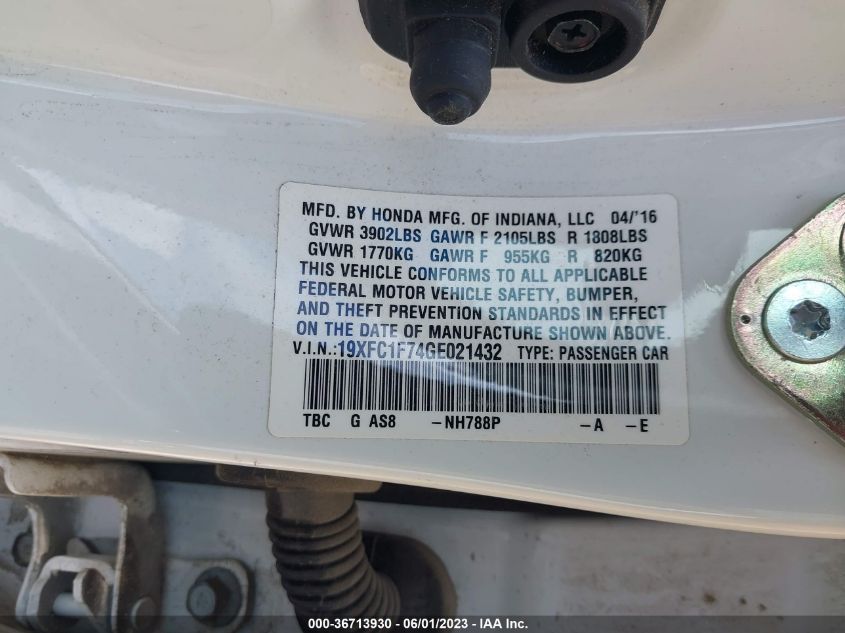 MFD. BY HONDA MFG. OF INDIANA, LLC 04/'16
GVWR 3902LBS GAWR F 2105LBS R 1808LBS
GVWR 1770KG GAWR F 955KG R 820KG
THIS VEHICLE CONFORMS TO ALL APPLICABLE
FEDERAL MOTOR VEHICLE SAFETY, BUMPER,
AND THEFT PREVENTION STANDARDS IN EFFECT
ON THE DATE OF MANUFACTURE SHOWN ABOVE.
V.I.N.:19XFC1F74GE021432 TYPE: PASSENGER CAR
TBC G AS8 -NH788P -A -E
000-36713930 - 06/01/2023 - IAA Inc.